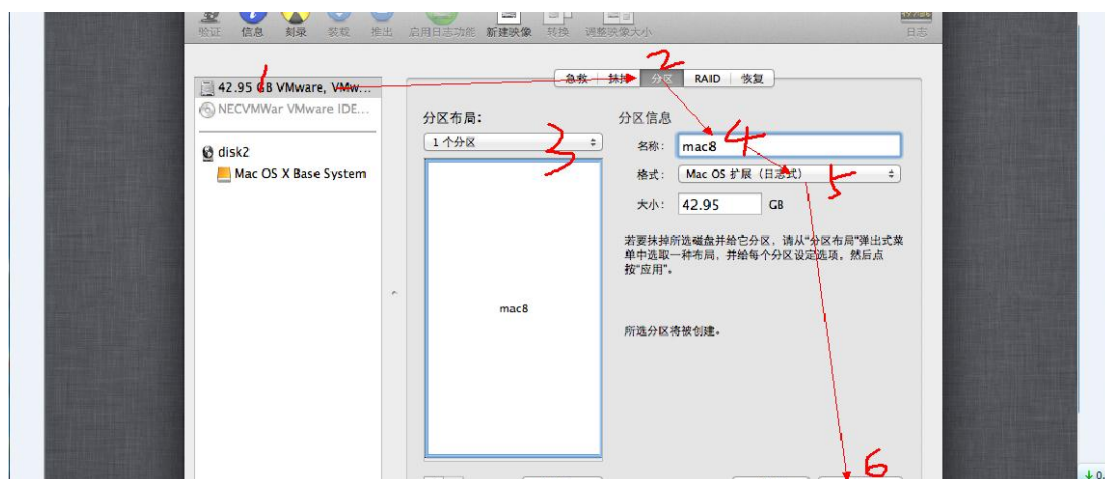 验证 信息 刻录 装载 推出 启用日志功能 新建映像 转换 调整映像大小 日志
1 2
42.95 GB VMware, VMw...
急救 抹掉 分区 RAID 恢复
NECVMWar VMware IDE...
disk2
Mac OS X Base System
分区布局:
1 个分区
3
mac8
分区信息
名称: mac8
4
格式: Mac OS 扩展（日志式）
5
大小: 42.95 GB
若要抹掉所选磁盘并给它分区，请从“分区布局”弹出式菜
单中选取一种布局，并给每个分区设定选项。然后点
按“应用”。
所选分区将被创建。
6